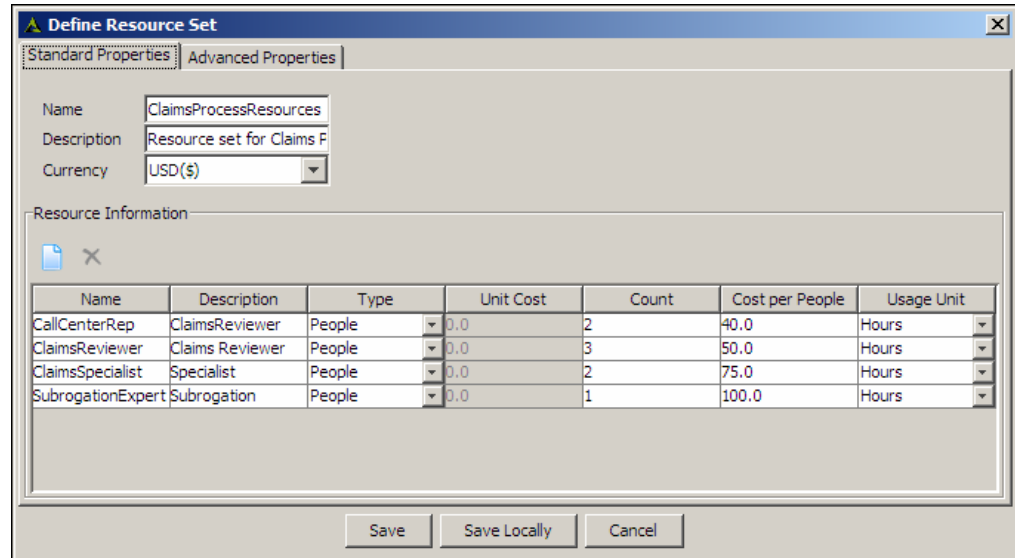 Define Resource Set
Standard Properties Advanced Properties
Name ClaimsProcessResources
Description Resource set for Claims P
Currency USD($)
Resource Information
Name Description Type Unit Cost Count Cost per People Usage Unit
CallCenterRep ClaimsReviewer People 0.0 2 40.0 Hours
ClaimsReviewer Claims Reviewer People 0.0 3 50.0 Hours
ClaimsSpecialist Specialist People 0.0 2 75.0 Hours
SubrogationExpert Subrogation People 0.0 1 100.0 Hours
Save Save Locally Cancel